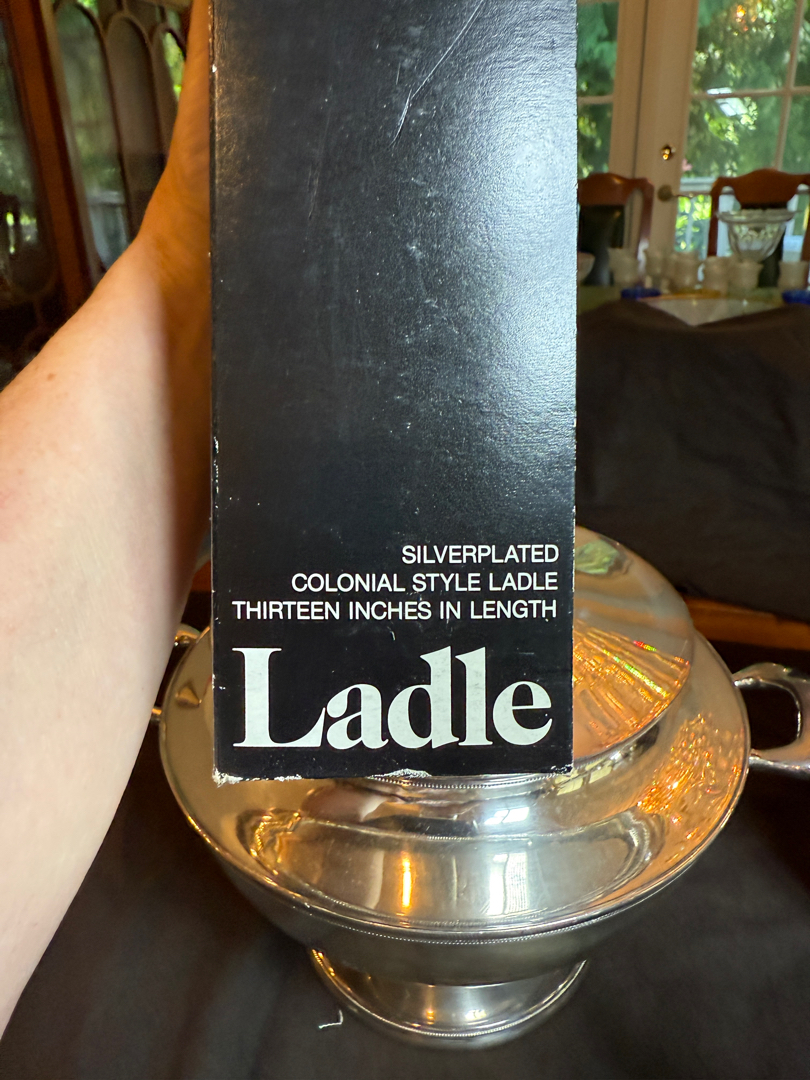 SILVERPLATED
COLONIAL STYLE LADLE
THIRTEEN INCHES IN LENGTH
Ladle